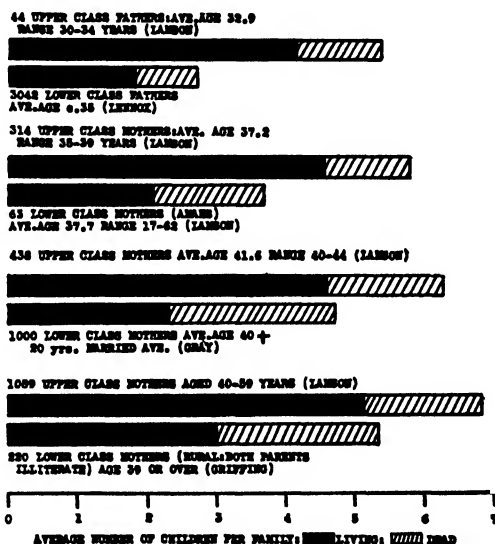 44 UPPER CLASS FATHERS:AVE.AGE 32.9
RANGE 30-34 YEARS (LAMSON)
3042 LOWER CLASS FATHERS
AVE.AGE c.35 (LENNOX)
314 UPPER CLASS MOTHERS:AVE. AGE 37.2
RANGE 35-39 YEARS (LAMSON)
63 LOWER CLASS MOTHERS (AMANE)
AVE.AGE 37.7 RANGE 17-62 (LAMSON)
438 UPPER CLASS MOTHERS AVE.AGE 41.6 RANGE 40-44 (LAMSON)
1000 LOWER CLASS MOTHERS AVE.AGE 40 +
20 yrs. MARRIED AVE. (GRAY)
1089 UPPER CLASS MOTHERS AGED 40-59 YEARS (LAMSON)
220 LOWER CLASS MOTHERS (RURAL:BOTH PARENTS
ILLITERATE) AGE 39 OR OVER (GRIFFING)
0 1 2 3 4 5 6 7
AVERAGE NUMBER OF CHILDREN PER FAMILY: LIVING: DEAD